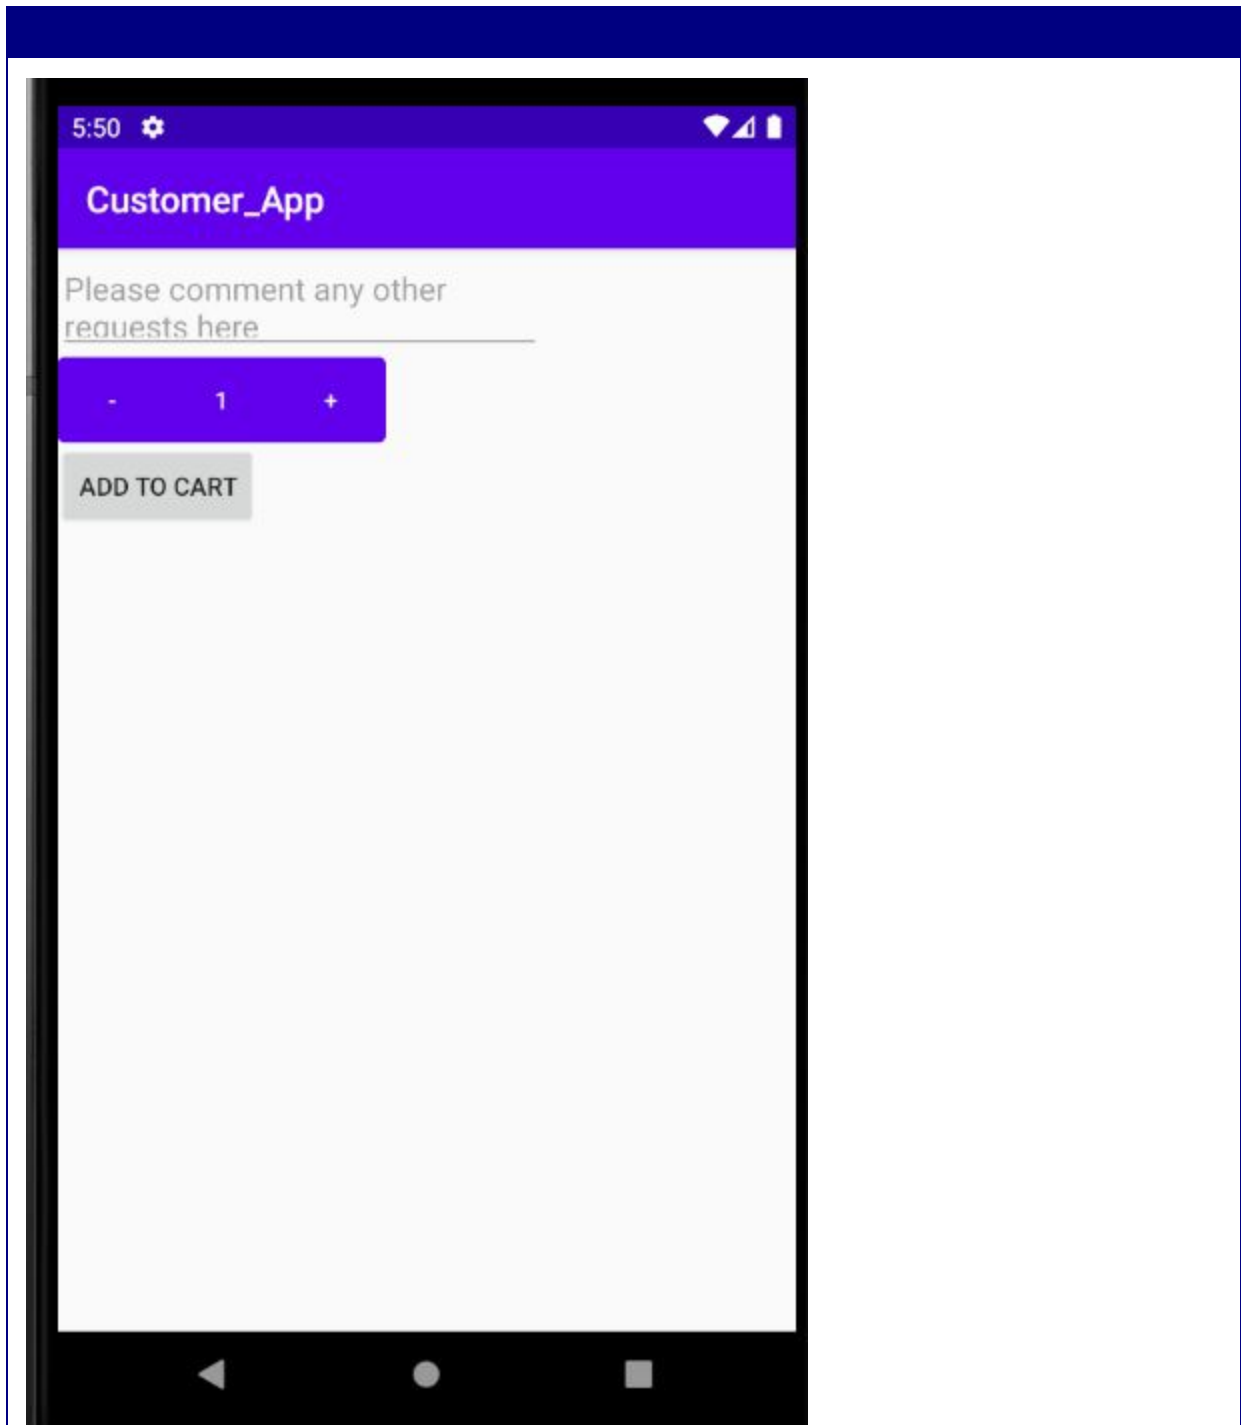 5:50
Customer_App
Please comment any other
requests here
- 1 +
ADD TO CART